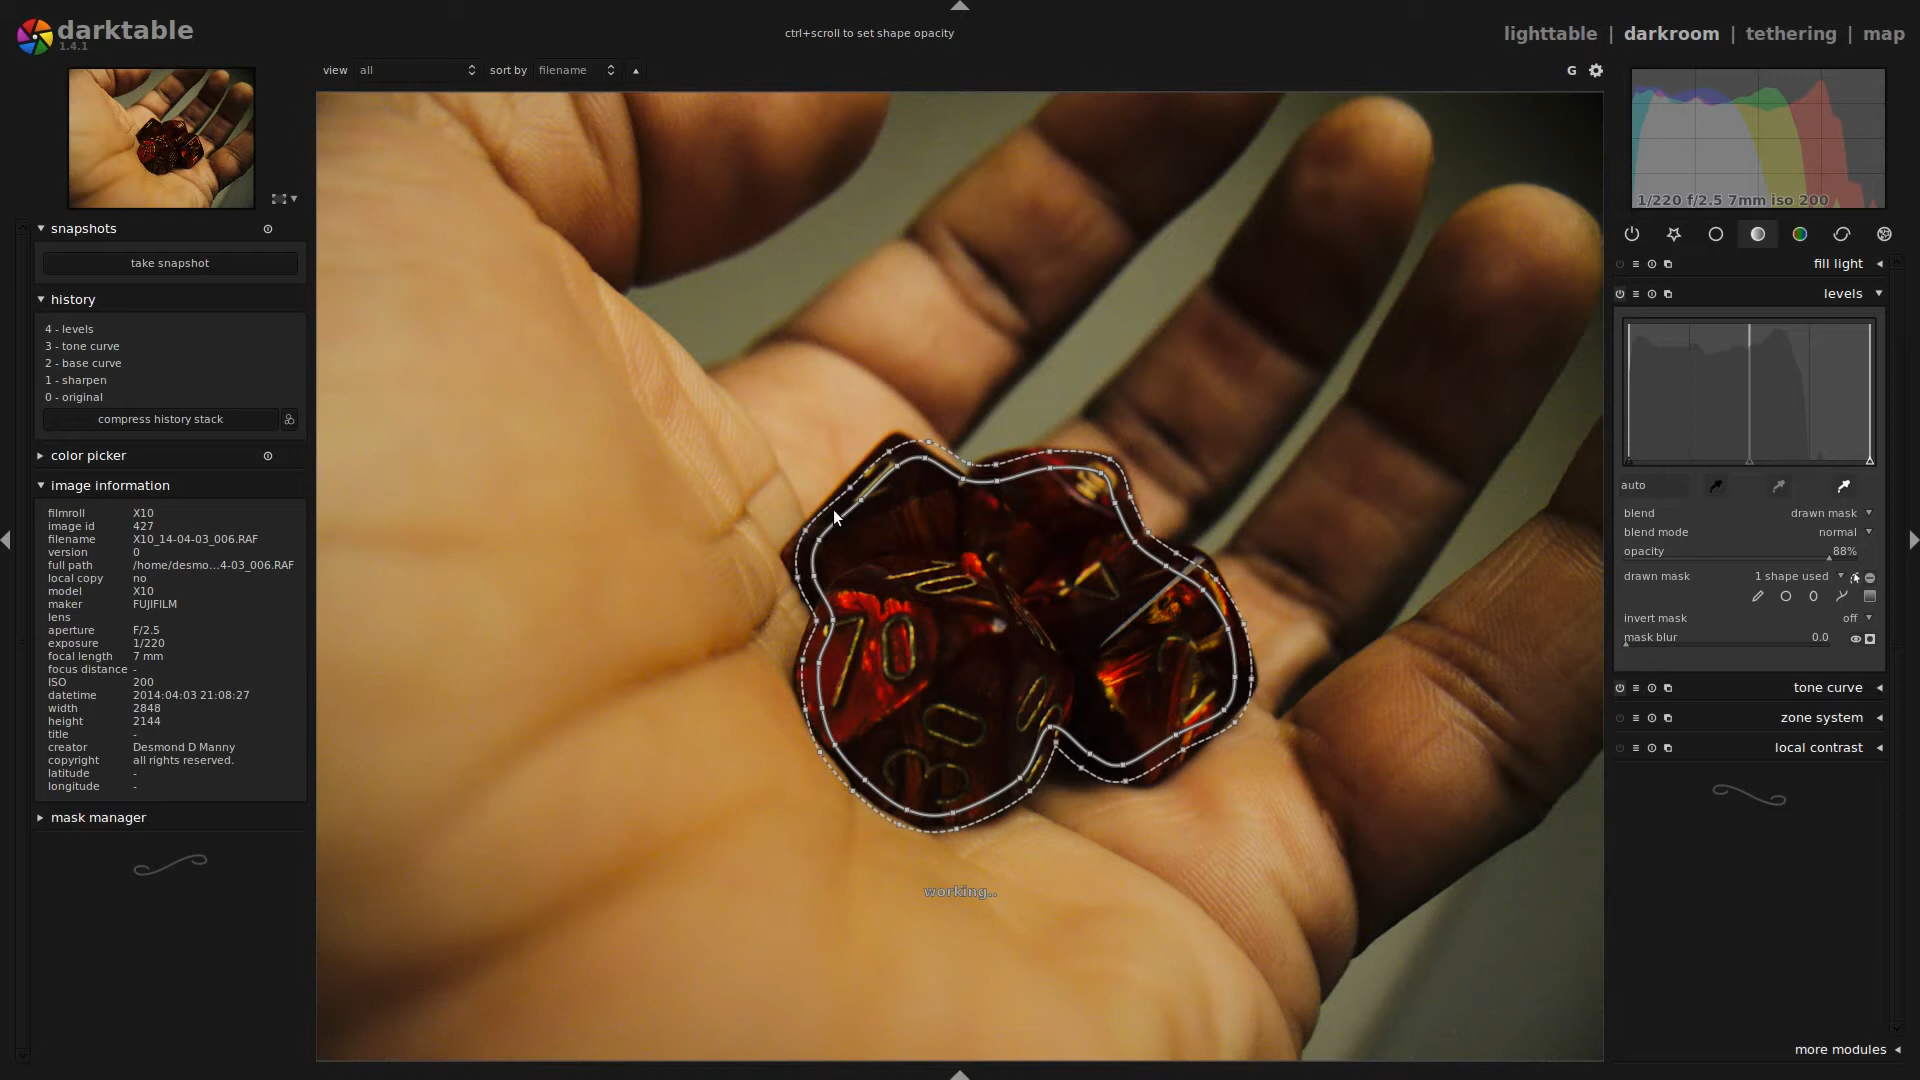 darktable
1.4.1
ctrl+scroll to set shape opacity
lighttable | darkroom | tethering | map
view all sort by filename
G
1/220 f/2.5 7mm iso 200
snapshots
take snapshot
history
4 - levels
3 - tone curve
2 - base curve
1 - sharpen
0 - original
compress history stack
color picker
image information
filmroll X10
image id 427
filename X10_14-04-03_006.RAF
version 0
full path /home/desmo...4-03_006.RAF
local copy no
model X10
maker FUJIFILM
lens
aperture F/2.5
exposure 1/220
focal length 7 mm
focus distance -
ISO 200
datetime 2014:04:03 21:08:27
width 2848
height 2144
title -
creator Desmond D Manny
copyright all rights reserved.
latitude -
longitude -
mask manager
10
70
30
working..
fill light
levels
auto
blend drawn mask
blend mode normal
opacity 88%
drawn mask 1 shape used
invert mask off
mask blur 0.0
tone curve
zone system
local contrast
more modules